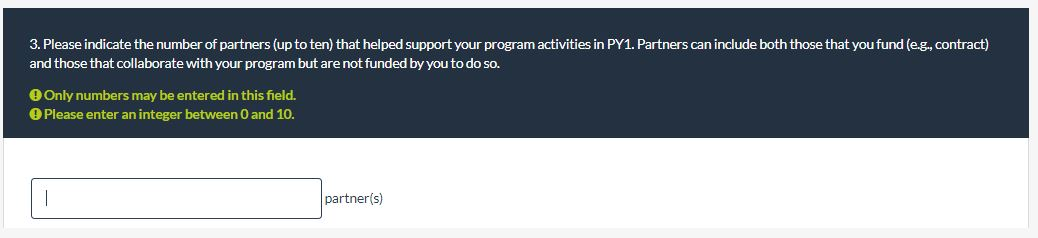 3. Please indicate the number of partners (up to ten) that helped support your program activities in PY1. Partners can include both those that you fund (e.g., contract)
and those that collaborate with your program but are not funded by you to do so.
Only numbers may be entered in this field.
Please enter an integer between 0 and 10.
partner(s)